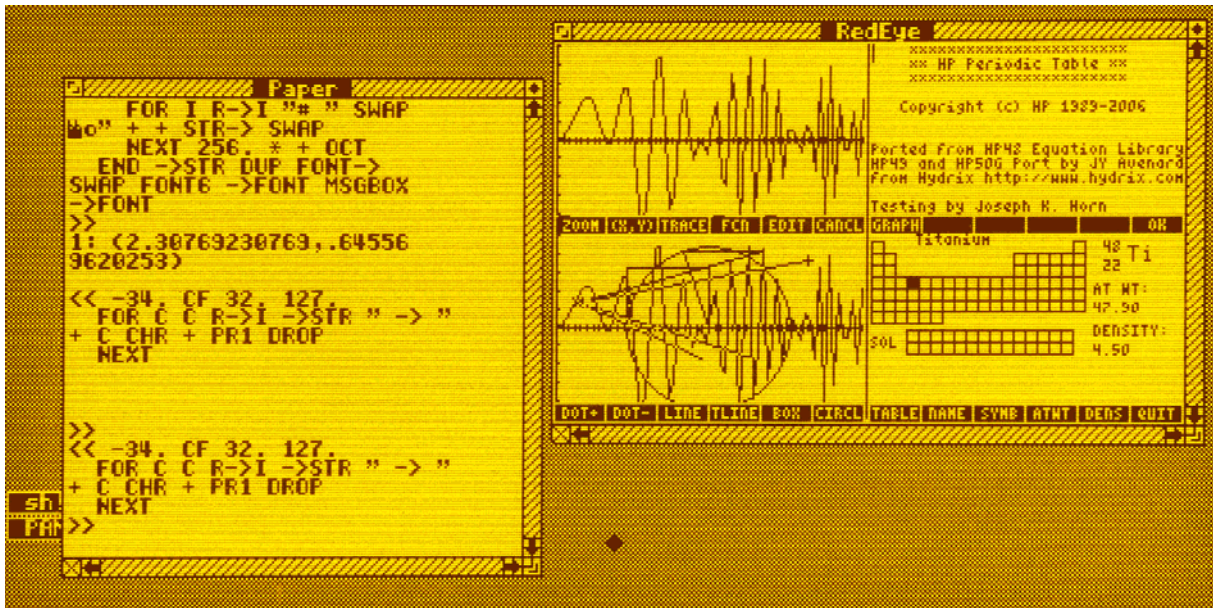 Paper
FOR I R->I "# " SWAP
o" + + STR-> SWAP
NEXT 256. * + OCT
END ->STR DUP FONT->
SWAP FONT6 ->FONT MSGBOX
->FONT
>>
1: (2.30769230769,.64556
9620253)
<< -34. CF 32. 127.
FOR C C R->I ->STR " -> "
+ C CHR + PR1 DROP
NEXT
>>
<< -34. CF 32. 127.
FOR C C R->I ->STR " -> "
+ C CHR + PR1 DROP
NEXT
>>
sh
PAM
RedEye
xxxxxxxxxxxxxxxxxxxxxxx
xx HP Periodic Table xx
xxxxxxxxxxxxxxxxxxxxxxx
Copyright (c) HP 1989-2006
Ported from HP48 Equation Library
HP49 and HP50G Port by JY Avenard
from Hydrix http://www.hydrix.com
Testing by Joseph K. Horn
ZOOM (X,Y) TRACE FCN EDIT CANCL GRAPH OK
Titanium
48
22 Ti
AT WT:
47.90
DENSITY:
4.50
SOL
DOT+ DOT- LINE TLINE BOX CIRCL TABLE NAME SYMB ATWT DENS QUIT